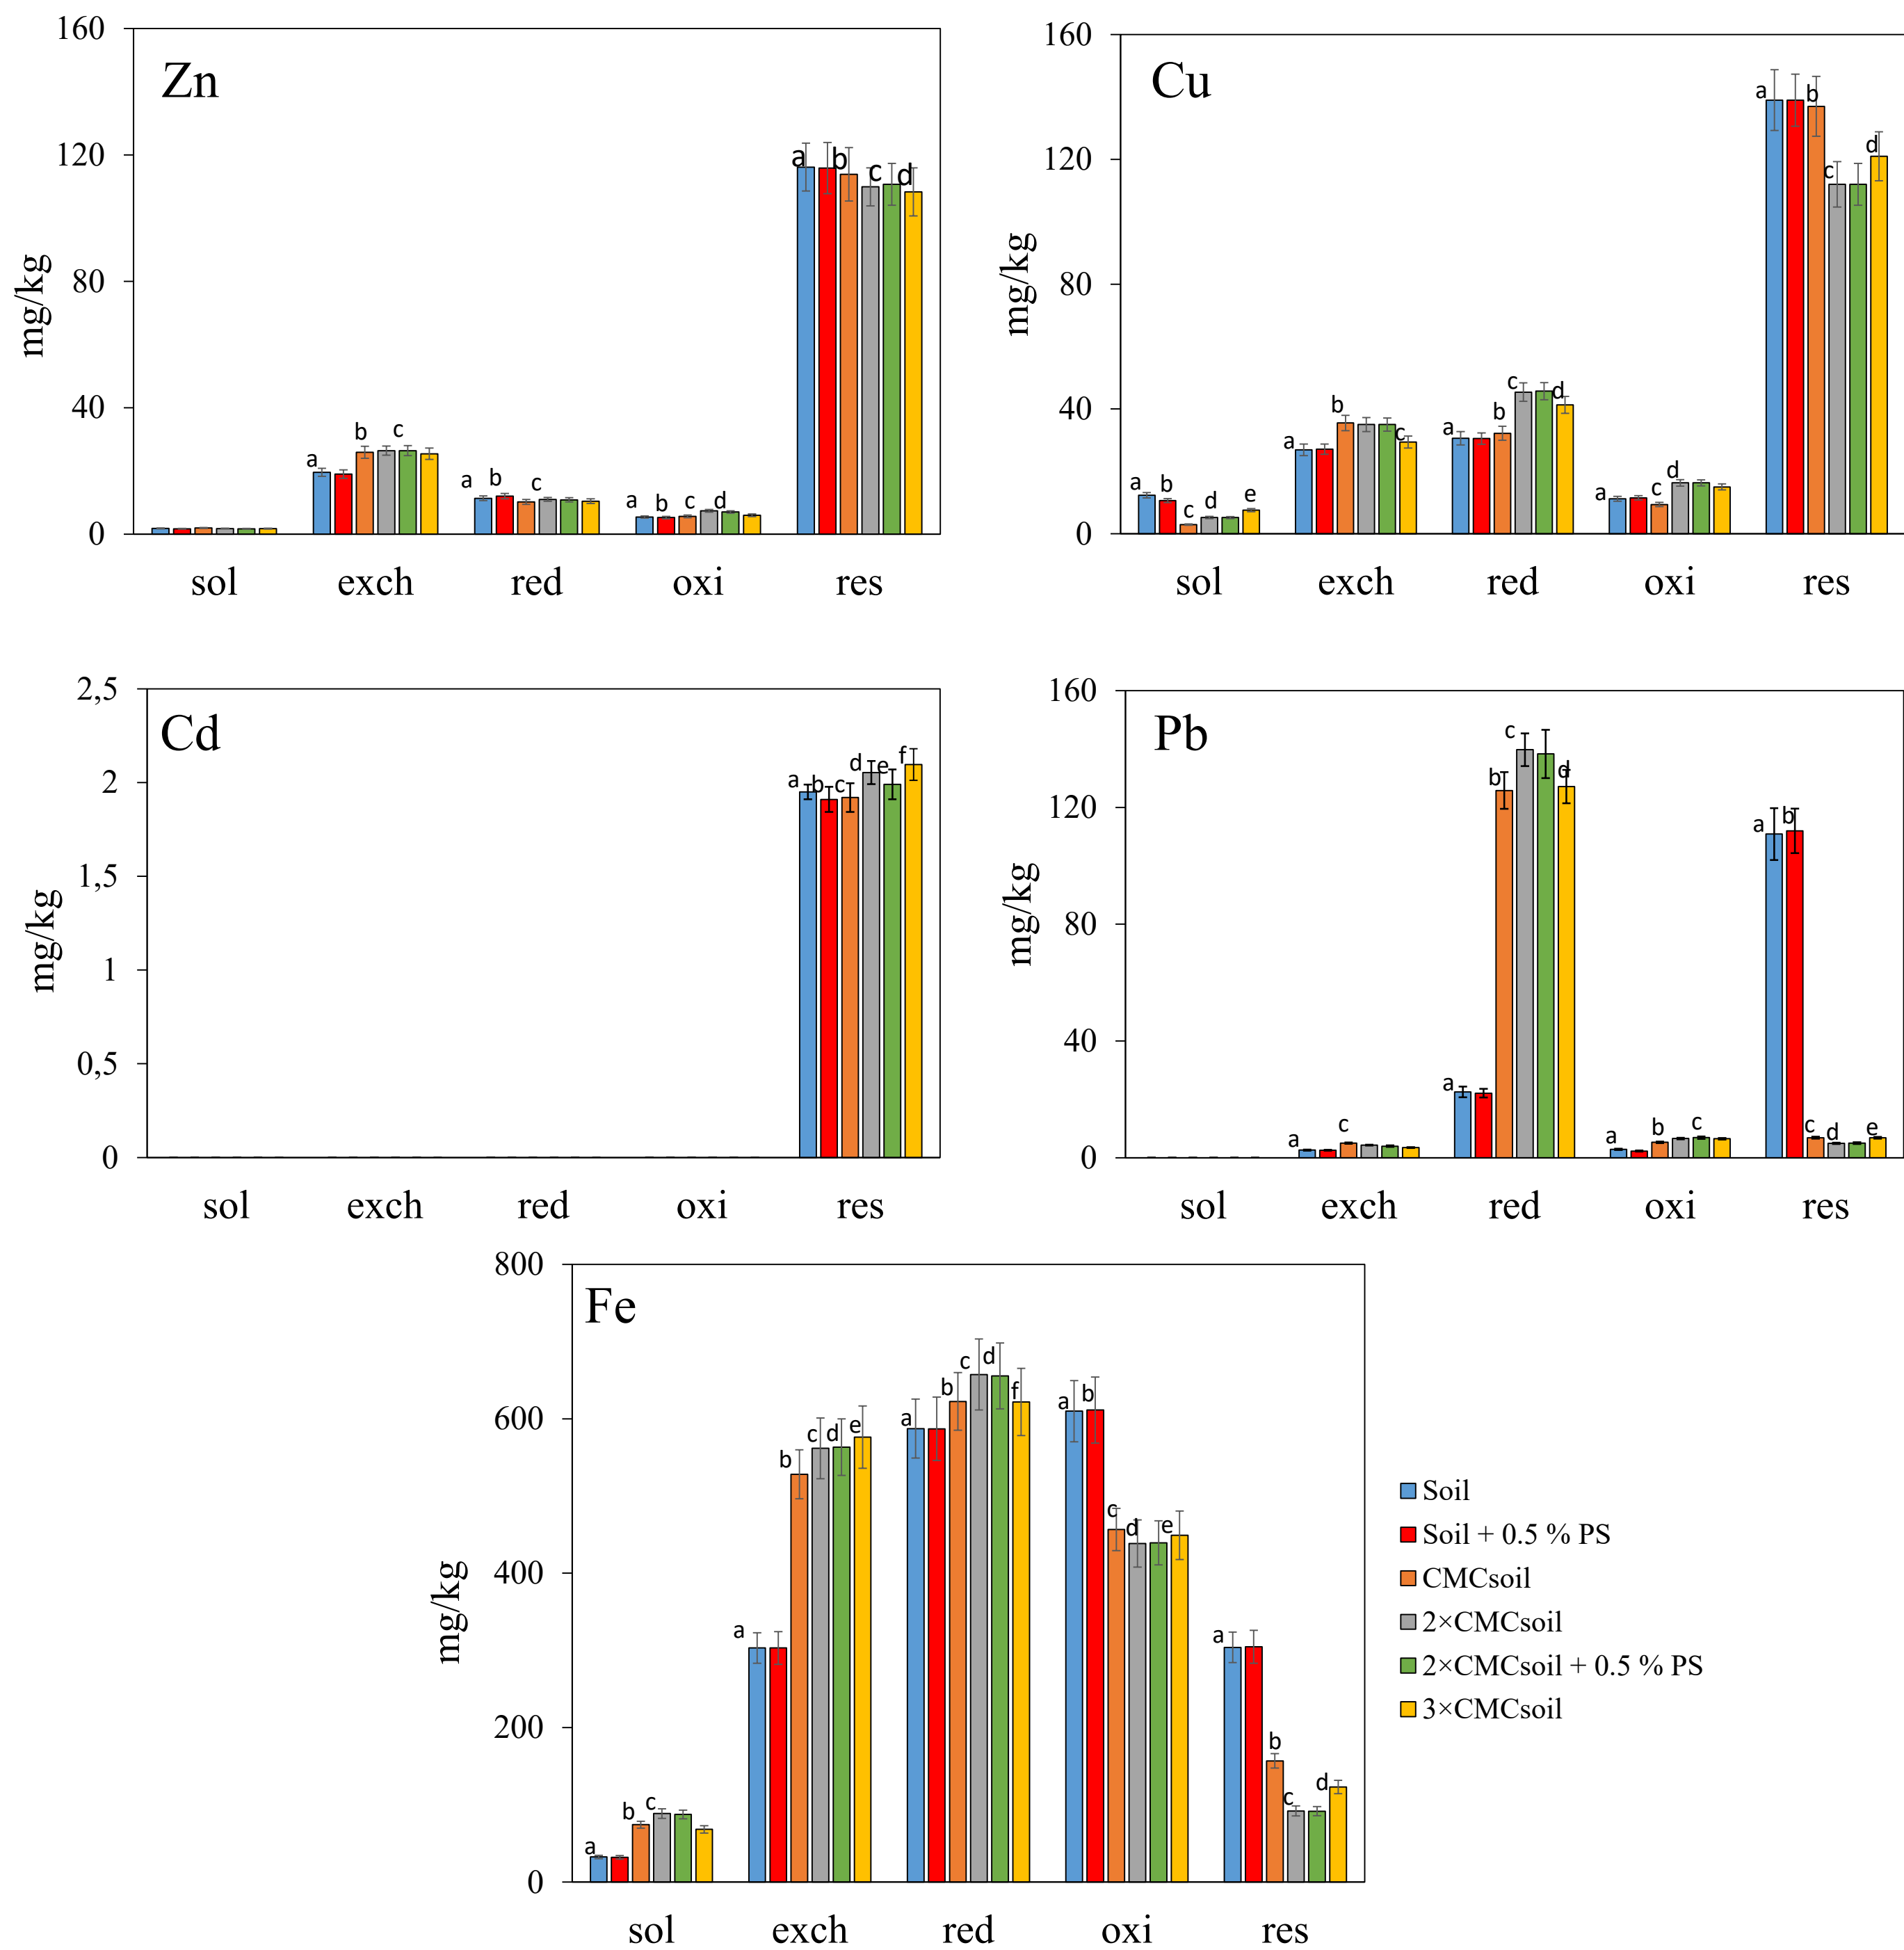 Zn
mg/kg
160
120
80
40
0
a b c
a b c
a b c d
a b c d
sol exch red oxi res
Cu
mg/kg
160
120
80
40
0
a b c d e
a b c
a b c d
a c d
a b c d
sol exch red oxi res
Cd
mg/kg
2,5
2
1,5
1
0,5
0
a b c d e f
sol exch red oxi res
Pb
mg/kg
160
120
80
40
0
a c
a b c d
a b c
a b c d e
sol exch red oxi res
Fe
mg/kg
800
600
400
200
0
a b c
a b c d e
a b c d f
a b c d e
a b c d
sol exch red oxi res
Soil
Soil + 0.5 % PS
CMCsoil
2×CMCsoil
2×CMCsoil + 0.5 % PS
3×CMCsoil